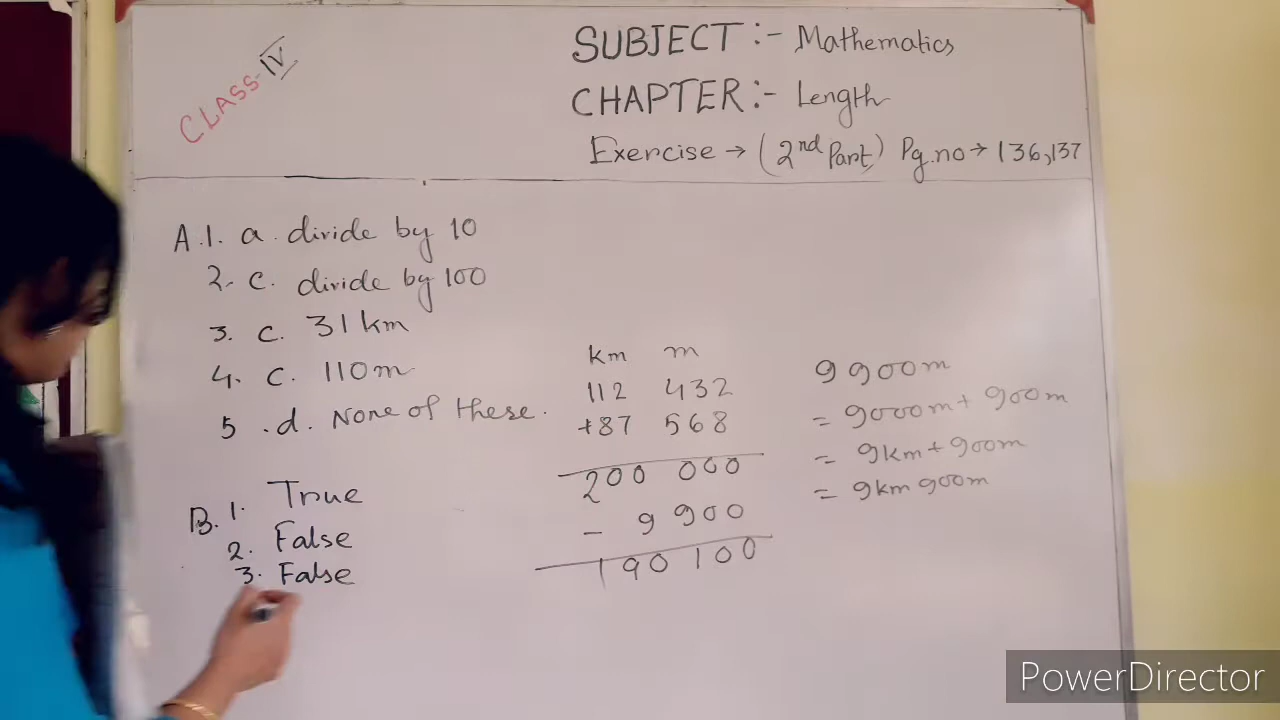 CLASS-IV
SUBJECT :- Mathematics
CHAPTER :- Length
Exercise → (2nd Part) Pg.no → 136,137
A.1. a. divide by 10
2. c. divide by 100
3. c. 31 km
4. c. 110m
5 .d. None of these.
B. 1. True
2. False
3. False
km m
112 432
+87 568
200 000
- 9 900
190 100
9900m
= 9000m + 900m
= 9km + 900m
= 9km 900m
PowerDirector